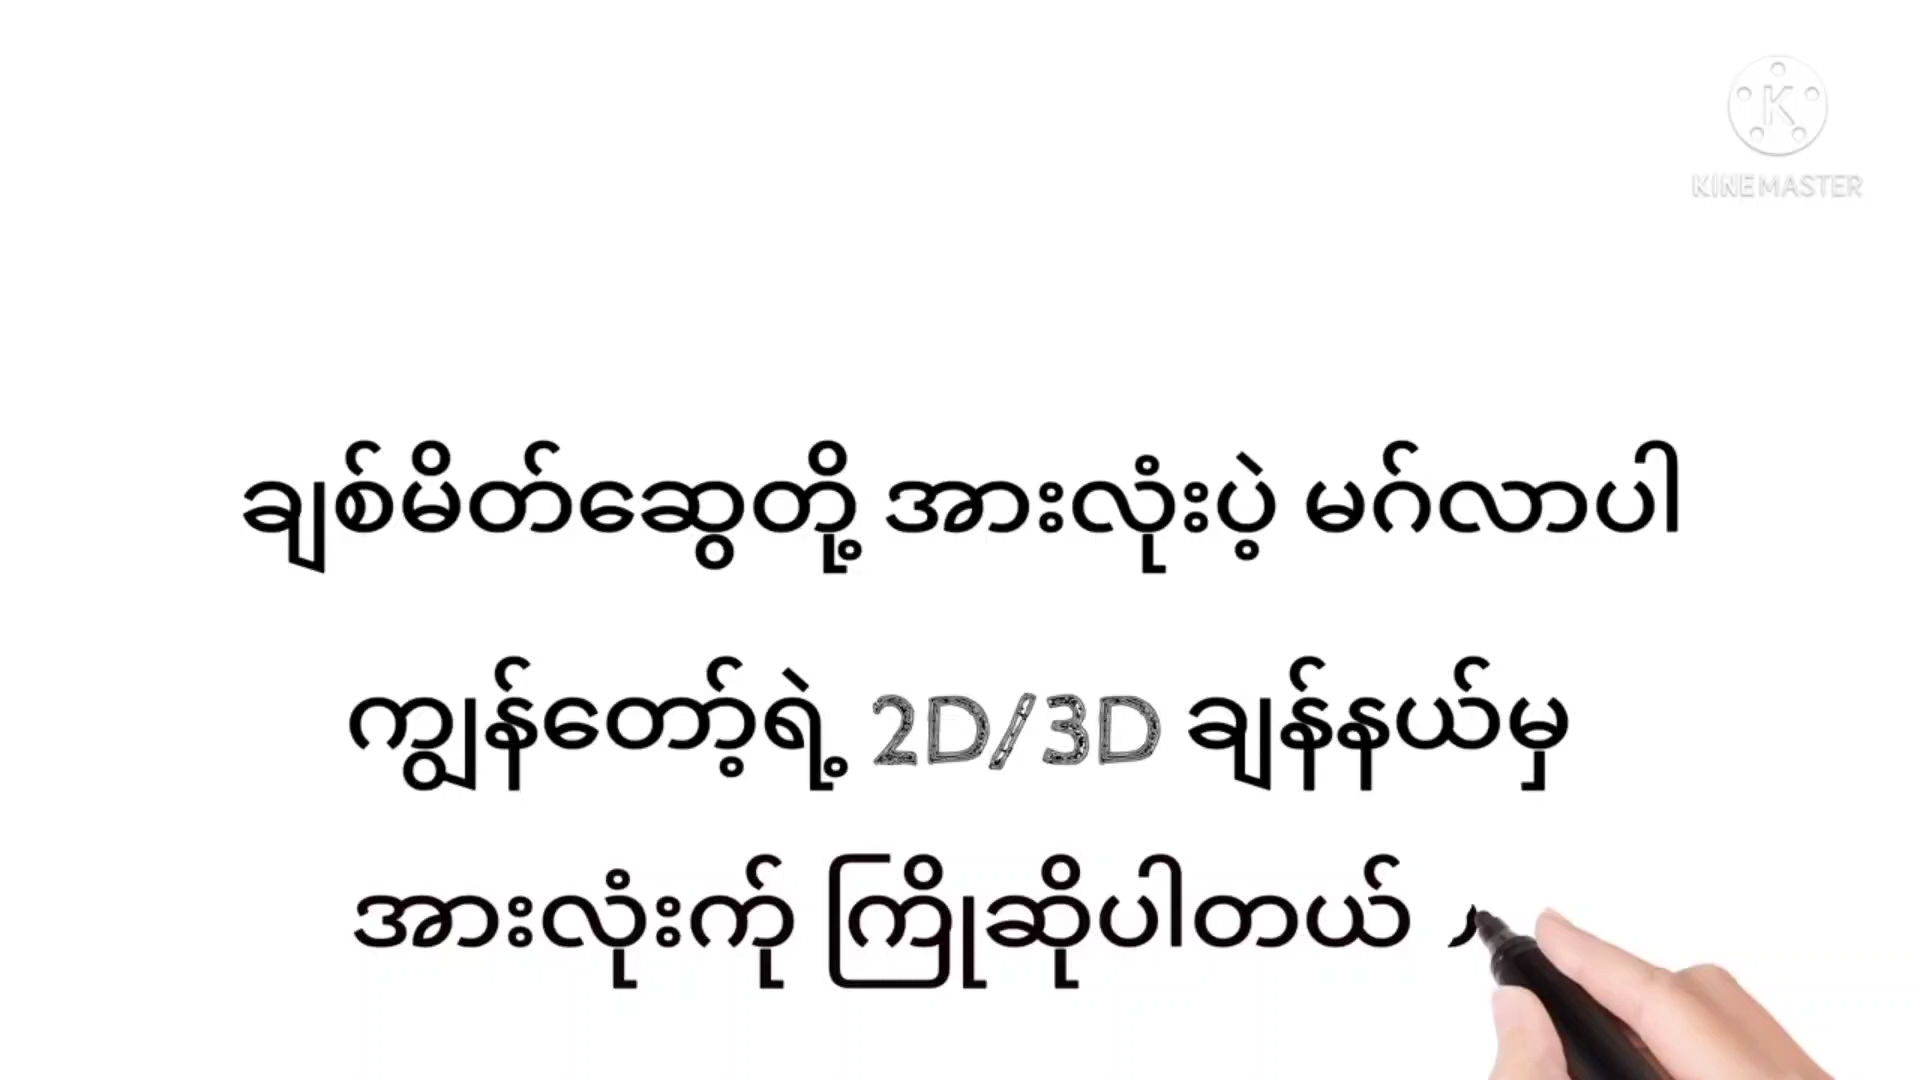 KINEMASTER
ချစ်မိတ်ဆွေတို့ အားလုံးပဲ မဂ်လာပါ
ကျွန်တော့်ရဲ့ 2D/3D ချန်နယ်မှ
အားလုံးကု် ကြိုဆိုပါတယ်